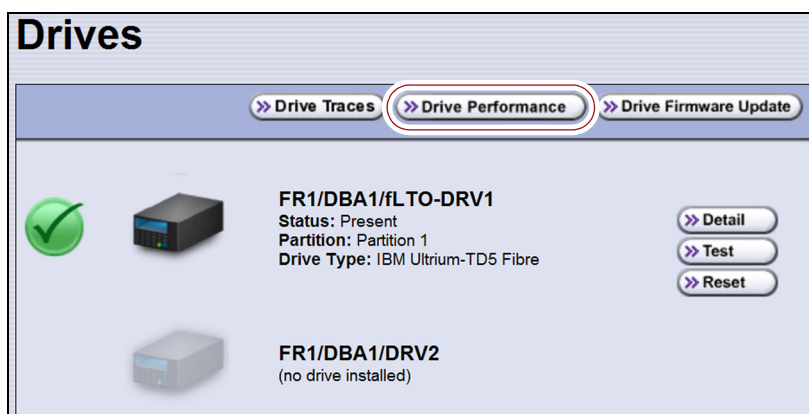 Drives
Drive Traces Drive Performance Drive Firmware Update
FR1/DBA1/fLTO-DRV1
Status: Present
Partition: Partition 1
Drive Type: IBM Ultrium-TD5 Fibre
Detail
Test
Reset
FR1/DBA1/DRV2
(no drive installed)